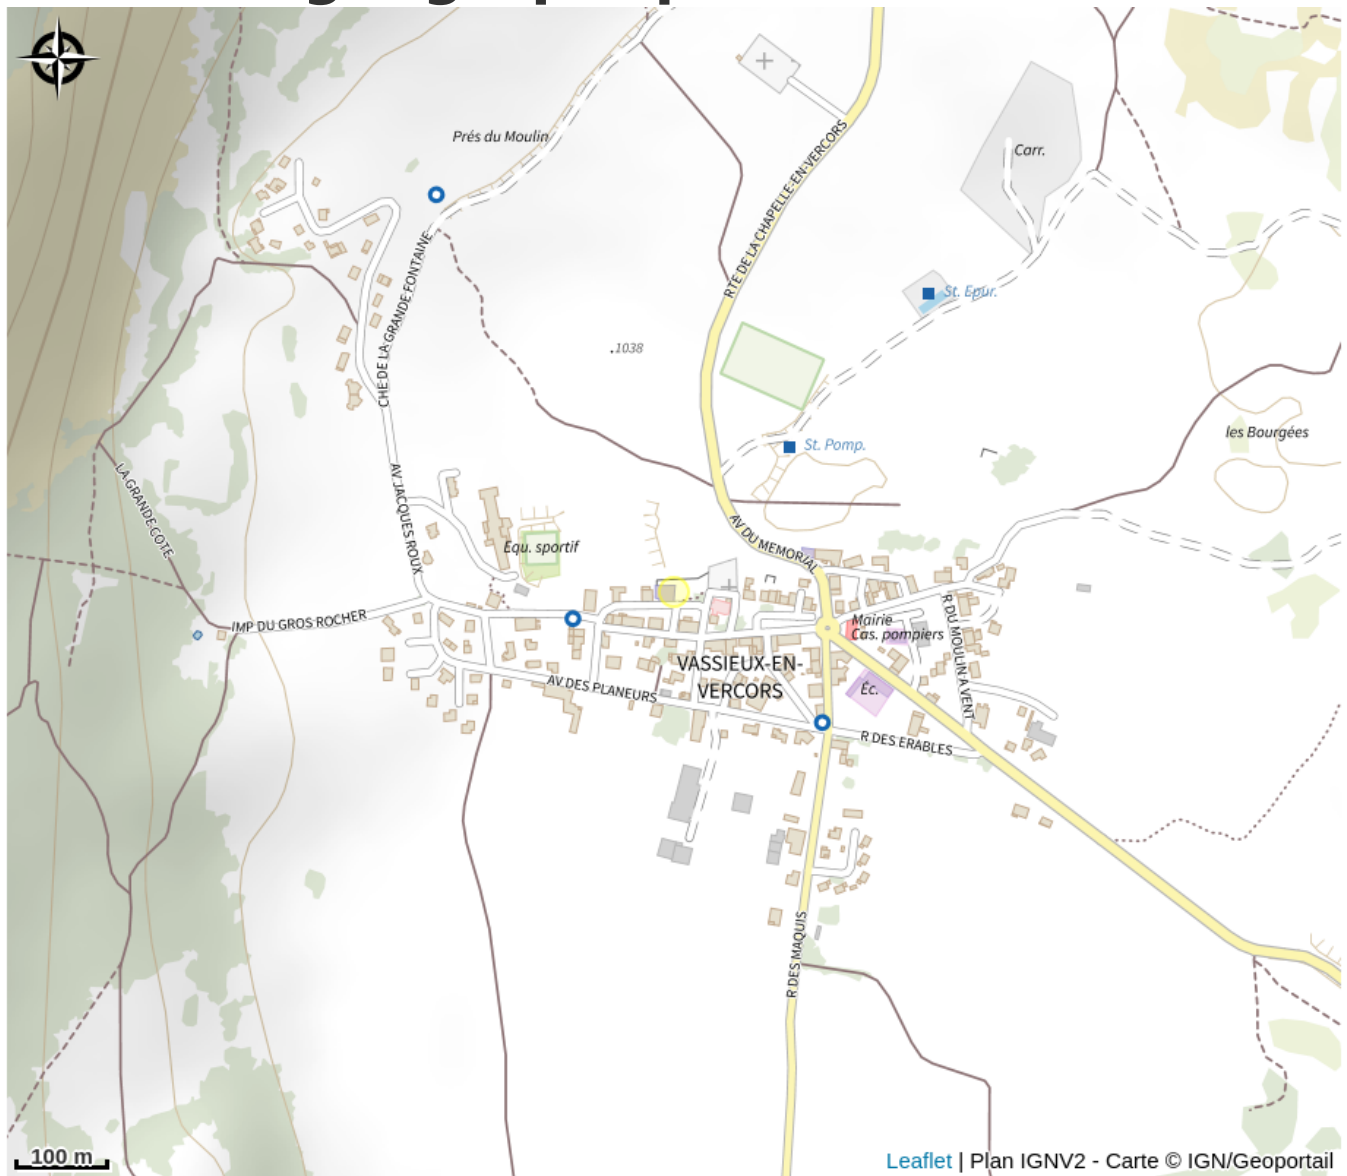 Prés du Moulin
Carr.
RTE DE LA CHAPELLE-EN-VERCORS
CHE DE LA GRANDE FONTAINE
St. Epur.
.1038
les Bourgées
St. Pomp.
LA GRANDE COTE
AV JACQUES ROUX
Equ. sportif
AV DU MEMORIAL
IMP DU GROS ROCHER
Mairie
Cas. pompiers
R DU MOULIN A VENT
VASSIEUX-EN-
VERCORS
Éc.
AV DES PLANEURS
R DES ERABLES
R DES MAQUIS
100 m
Leaflet | Plan IGNV2 - Carte © IGN/Geoportail